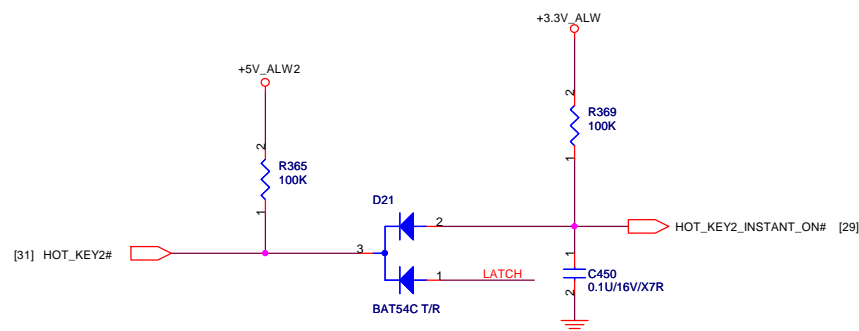 +3.3V_ALW
+5V_ALW2
2
R369
100K
1
2
R365
100K
1
D21
2
HOT_KEY2_INSTANT_ON# [29]
[31] HOT_KEY2#
3
1
LATCH
1
C450
0.1U/16V/X7R
2
BAT54C T/R